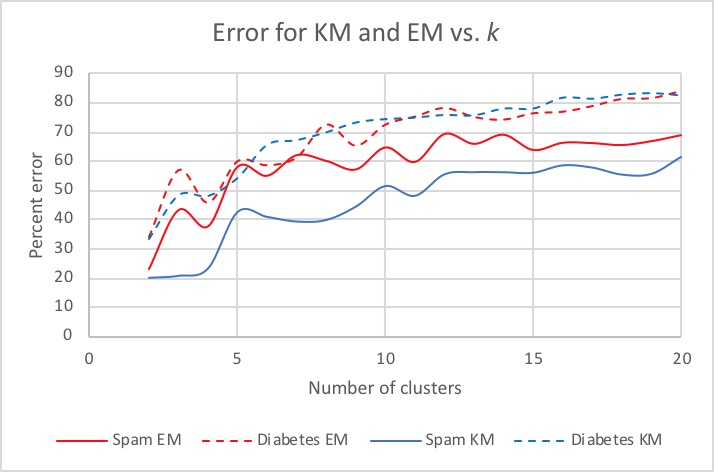 Error for KM and EM vs. k
90
80
70
60
50
40
30
20
10
0
Percent error
0 5 10 15 20
Number of clusters
Spam EM Diabetes EM Spam KM Diabetes KM